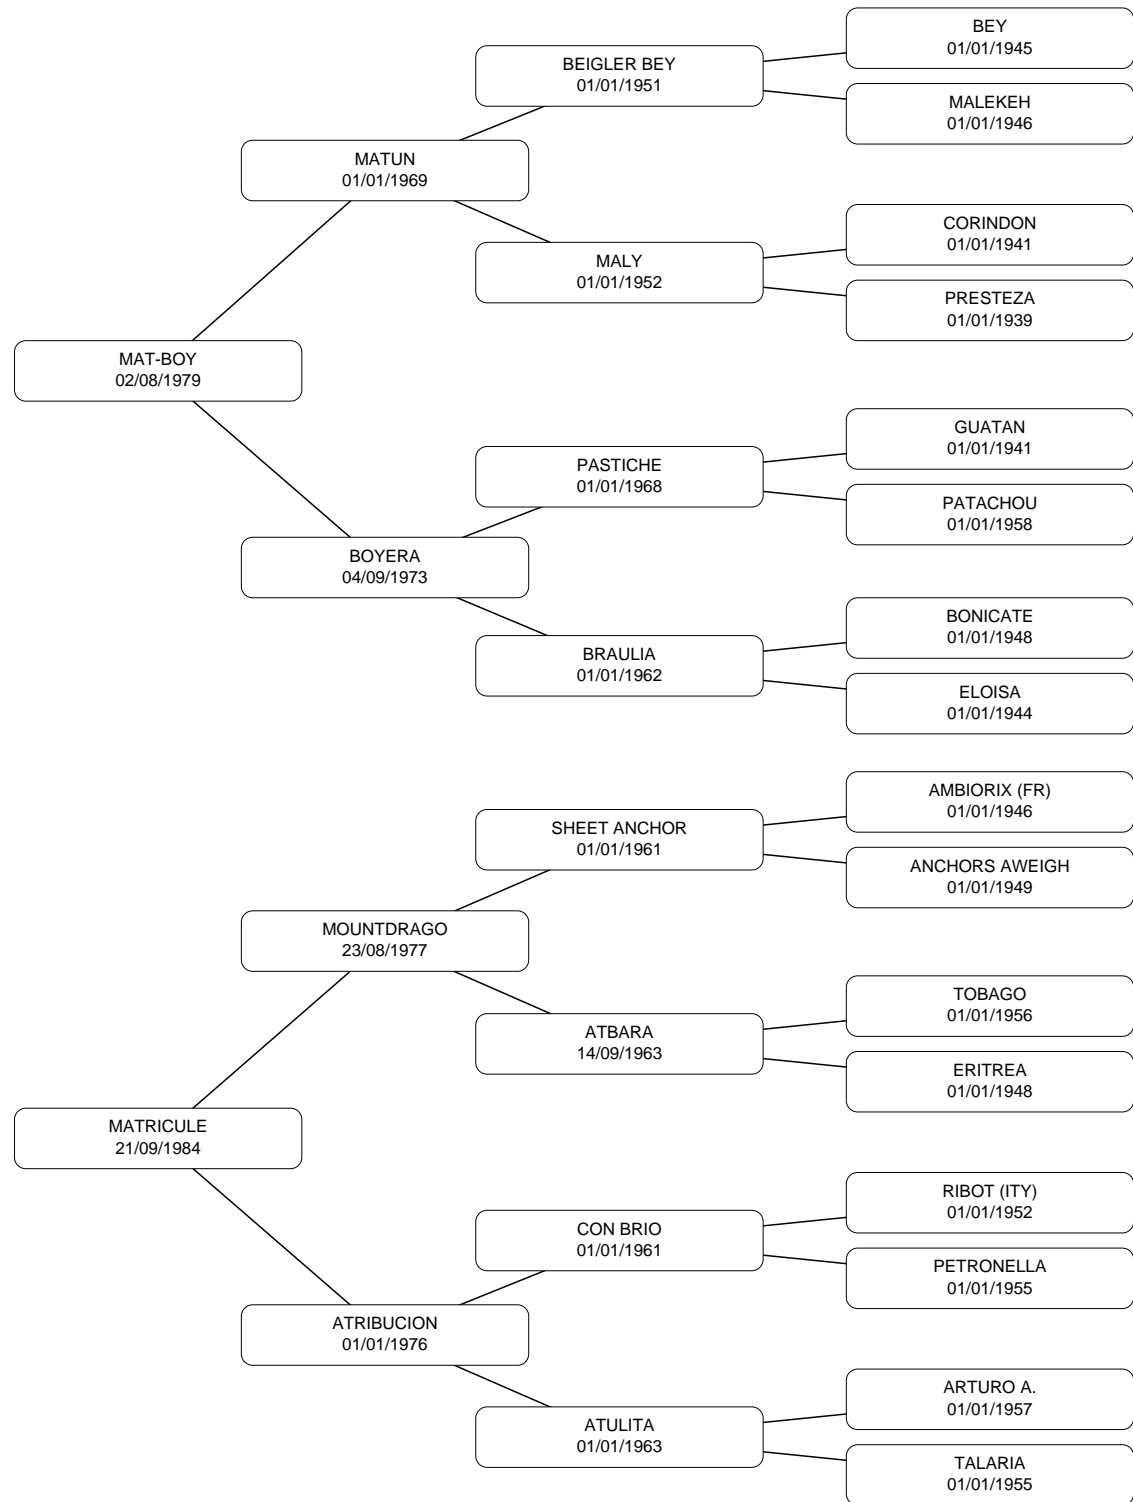 BEY
01/01/1945
BEIGLER BEY
01/01/1951
MALEKEH
01/01/1946
MATUN
01/01/1969
CORINDON
01/01/1941
MALY
01/01/1952
PRESTEZA
01/01/1939
MAT-BOY
02/08/1979
GUATAN
01/01/1941
PASTICHE
01/01/1968
PATACHOU
01/01/1958
BOYERA
04/09/1973
BONICATE
01/01/1948
BRAULIA
01/01/1962
ELOISA
01/01/1944
AMBIORIX (FR)
01/01/1946
SHEET ANCHOR
01/01/1961
ANCHORS AWEIGH
01/01/1949
MOUNTDRAGO
23/08/1977
TOBAGO
01/01/1956
ATBARA
14/09/1963
ERITREA
01/01/1948
MATRICULE
21/09/1984
RIBOT (ITY)
01/01/1952
CON BRIO
01/01/1961
PETRONELLA
01/01/1955
ATRIBUCION
01/01/1976
ARTURO A.
01/01/1957
ATULITA
01/01/1963
TALARIA
01/01/1955